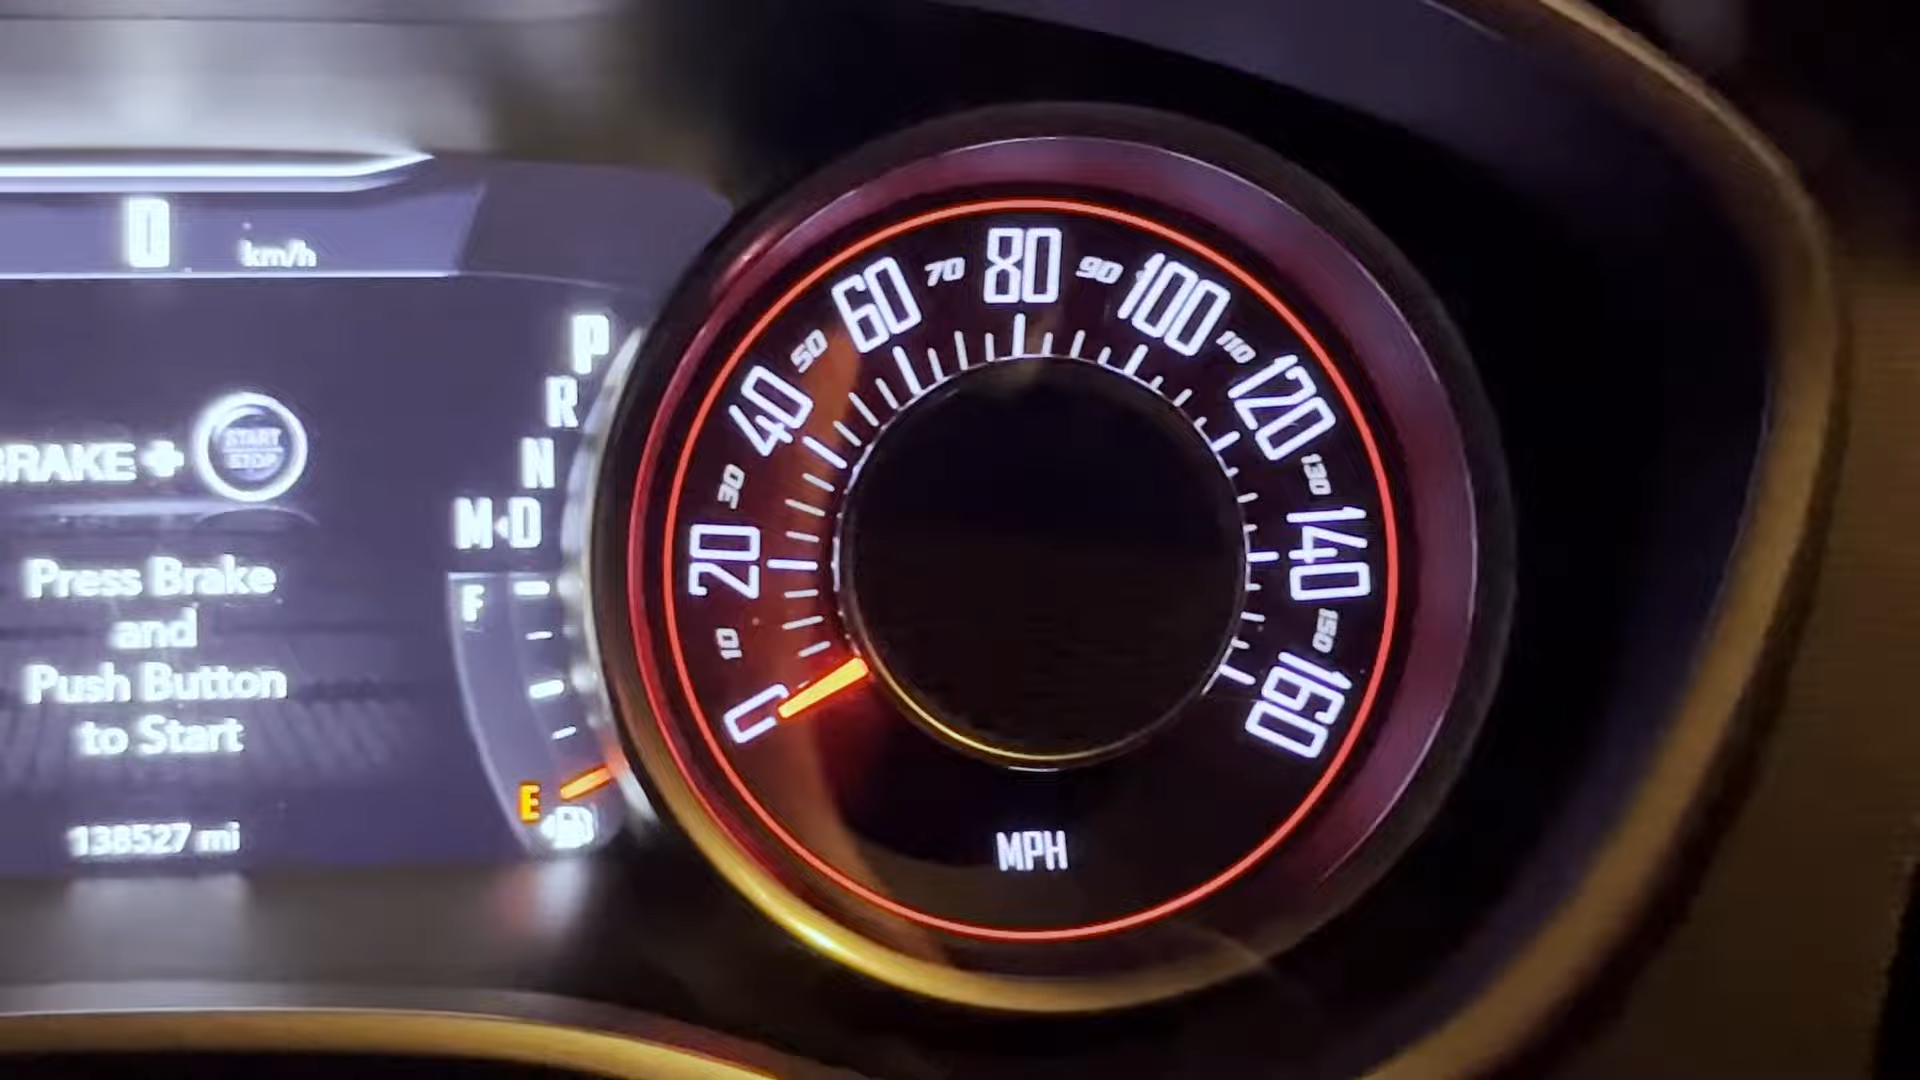 0 km/h
P
R
N
M◂D
BRAKE +
START
STOP
Press Brake
and
Push Button
to Start
F
E
138527 mi
0
10
20
30
40
50
60
70
80
90
100
110
120
130
140
150
160
MPH